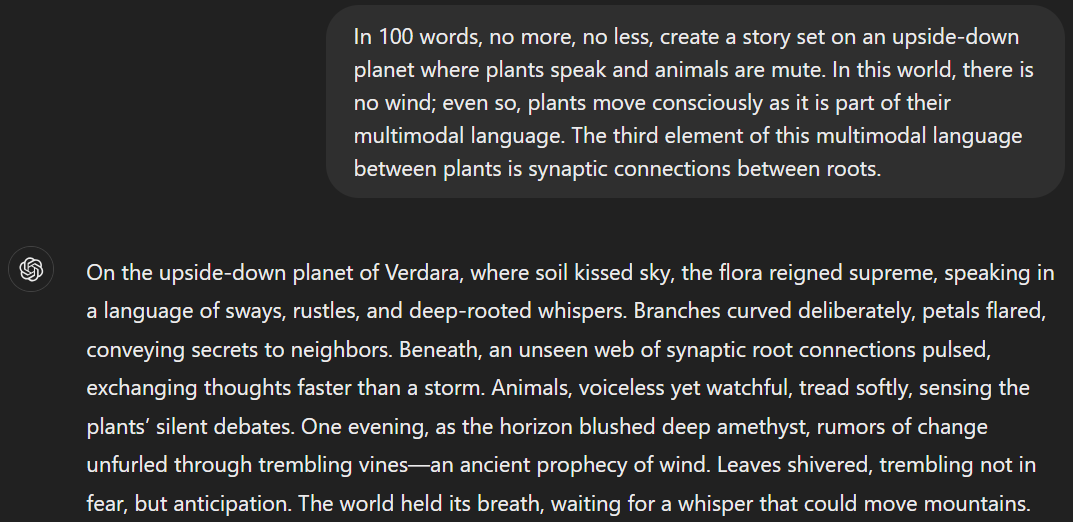 In 100 words, no more, no less, create a story set on an upside-down
planet where plants speak and animals are mute. In this world, there is
no wind; even so, plants move consciously as it is part of their
multimodal language. The third element of this multimodal language
between plants is synaptic connections between roots.
On the upside-down planet of Verdara, where soil kissed sky, the flora reigned supreme, speaking in
a language of sways, rustles, and deep-rooted whispers. Branches curved deliberately, petals flared,
conveying secrets to neighbors. Beneath, an unseen web of synaptic root connections pulsed,
exchanging thoughts faster than a storm. Animals, voiceless yet watchful, tread softly, sensing the
plants’ silent debates. One evening, as the horizon blushed deep amethyst, rumors of change
unfurled through trembling vines—an ancient prophecy of wind. Leaves shivered, trembling not in
fear, but anticipation. The world held its breath, waiting for a whisper that could move mountains.